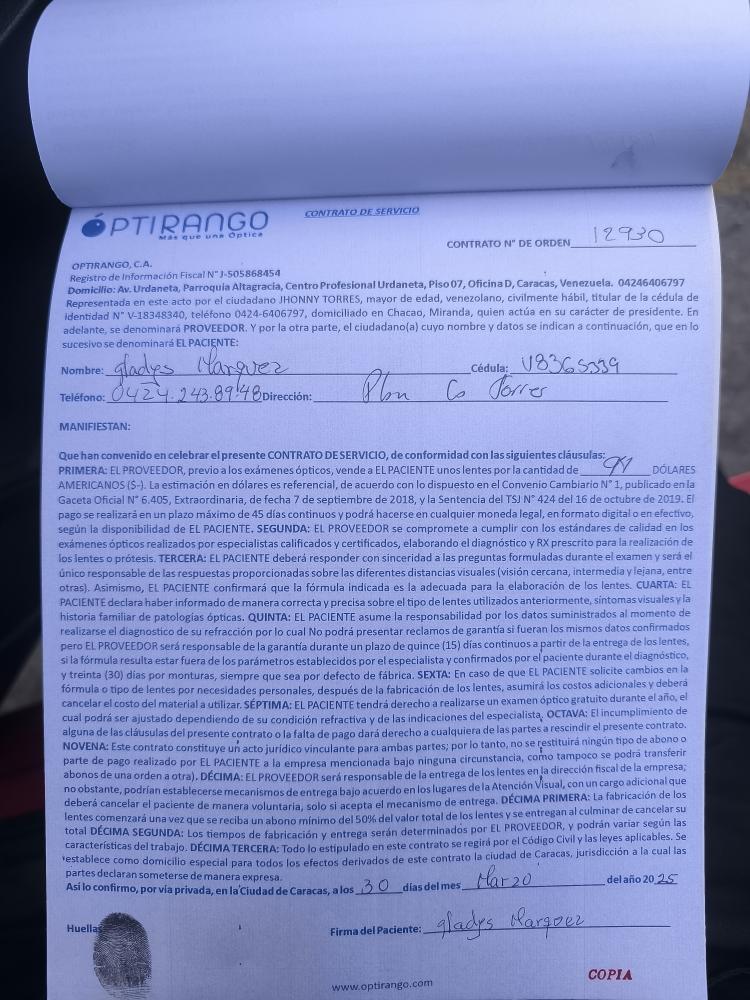 ÓPTIRANGO
Más que una Óptica
CONTRATO DE SERVICIO
CONTRATO N° DE ORDEN 12930
OPTIRANGO, C.A.
Registro de Información Fiscal N°J-505868454
Domicilio: Av. Urdaneta, Parroquia Altagracia, Centro Profesional Urdaneta, Piso 07, Oficina D, Caracas, Venezuela. 04246406797
Representada en este acto por el ciudadano JHONNY TORRES, mayor de edad, venezolano, civilmente hábil, titular de la cédula de
identidad N° V-18348340, teléfono 0424-6406797, domiciliado en Chacao, Miranda, quien actúa en su carácter de presidente. En
adelante, se denominará PROVEEDOR. Y por la otra parte, el ciudadano(a) cuyo nombre y datos se indican a continuación, que en lo
sucesivo se denominará EL PACIENTE:
Nombre: gladys Marquez Cédula: V8365539
Teléfono: 0424.243.89.48 Dirección: Co Torres
MANIFIESTAN:
Que han convenido en celebrar el presente CONTRATO DE SERVICIO, de conformidad con las siguientes cláusulas:
PRIMERA: EL PROVEEDOR, previo a los exámenes ópticos, vende a EL PACIENTE unos lentes por la cantidad de DÓLARES
AMERICANOS (S-). La estimación en dólares es referencial, de acuerdo con lo dispuesto en el Convenio Cambiario N° 1, publicado en la
Gaceta Oficial N° 6.405, Extraordinaria, de fecha 7 de septiembre de 2018, y la Sentencia del TSJ N° 424 del 16 de octubre de 2019. El
pago se realizará en un plazo máximo de 45 días continuos y podrá hacerse en cualquier moneda legal, en formato digital o en efectivo,
según la disponibilidad de EL PACIENTE. SEGUNDA: EL PROVEEDOR se compromete a cumplir con los estándares de calidad en los
exámenes ópticos realizados por especialistas calificados y certificados, elaborando el diagnóstico y RX prescrito para la realización de
los lentes o prótesis. TERCERA: EL PACIENTE deberá responder con sinceridad a las preguntas formuladas durante el examen y será el
único responsable de las respuestas proporcionadas sobre las diferentes distancias visuales (visión cercana, intermedia y lejana, entre
otras). Asimismo, EL PACIENTE confirmará que la fórmula indicada es la adecuada para la elaboración de los lentes. CUARTA: EL
PACIENTE declara haber informado de manera correcta y precisa sobre el tipo de lentes utilizados anteriormente, síntomas visuales y la
historia familiar de patologías ópticas. QUINTA: EL PACIENTE asume la responsabilidad por los datos suministrados al momento de
realizarse el diagnostico de su refracción por lo cual No podrá presentar reclamos de garantía si fueran los mismos datos confirmados
pero EL PROVEEDOR será responsable de la garantía durante un plazo de quince (15) días continuos a partir de la entrega de los lentes,
si la fórmula resulta estar fuera de los parámetros establecidos por el especialista y confirmados por el paciente durante el diagnóstico,
y treinta (30) días por monturas, siempre que sea por defecto de fábrica. SEXTA: En caso de que EL PACIENTE solicite cambios en la
fórmula o tipo de lentes por necesidades personales, después de la fabricación de los lentes, asumirá los costos adicionales y deberá
cancelar el costo del material a utilizar. SÉPTIMA: EL PACIENTE tendrá derecho a realizarse un examen óptico gratuito durante el año, el
cual podrá ser ajustado dependiendo de su condición refractiva y de las indicaciones del especialista. OCTAVA: El incumplimiento de
alguna de las cláusulas del presente contrato o la falta de pago dará derecho a cualquiera de las partes a rescindir el presente contrato.
NOVENA: Este contrato constituye un acto jurídico vinculante para ambas partes; por lo tanto, no se restituirá ningún tipo de abono o
parte de pago realizado por EL PACIENTE a la empresa mencionada bajo ninguna circunstancia, como tampoco se podrá transferir
abonos de una orden a otra). DÉCIMA: EL PROVEEDOR será responsable de la entrega de los lentes en la dirección fiscal de la empresa;
no obstante, podrían establecerse mecanismos de entrega bajo acuerdo en los lugares de la Atención Visual, con un cargo adicional que
deberá cancelar el paciente de manera voluntaria, solo si acepta el mecanismo de entrega. DÉCIMA PRIMERA: La fabricación de los
lentes comenzará una vez que se reciba un abono mínimo del 50% del valor total de los lentes y se entregan al culminar de cancelar su
total DÉCIMA SEGUNDA: Los tiempos de fabricación y entrega serán determinados por EL PROVEEDOR, y podrán variar según las
características del trabajo. DÉCIMA TERCERA: Todo lo estipulado en este contrato se regirá por el Código Civil y las leyes aplicables. Se
establece como domicilio especial para todos los efectos derivados de este contrato la ciudad de Caracas, jurisdicción a la cual las
partes declaran someterse de manera expresa.
Así lo confirmo, por vía privada, en la Ciudad de Caracas, a los 30 días del mes Marzo del año 2025
Huellas Firma del Paciente: gladys Marquez
www.optirango.com
COPIA